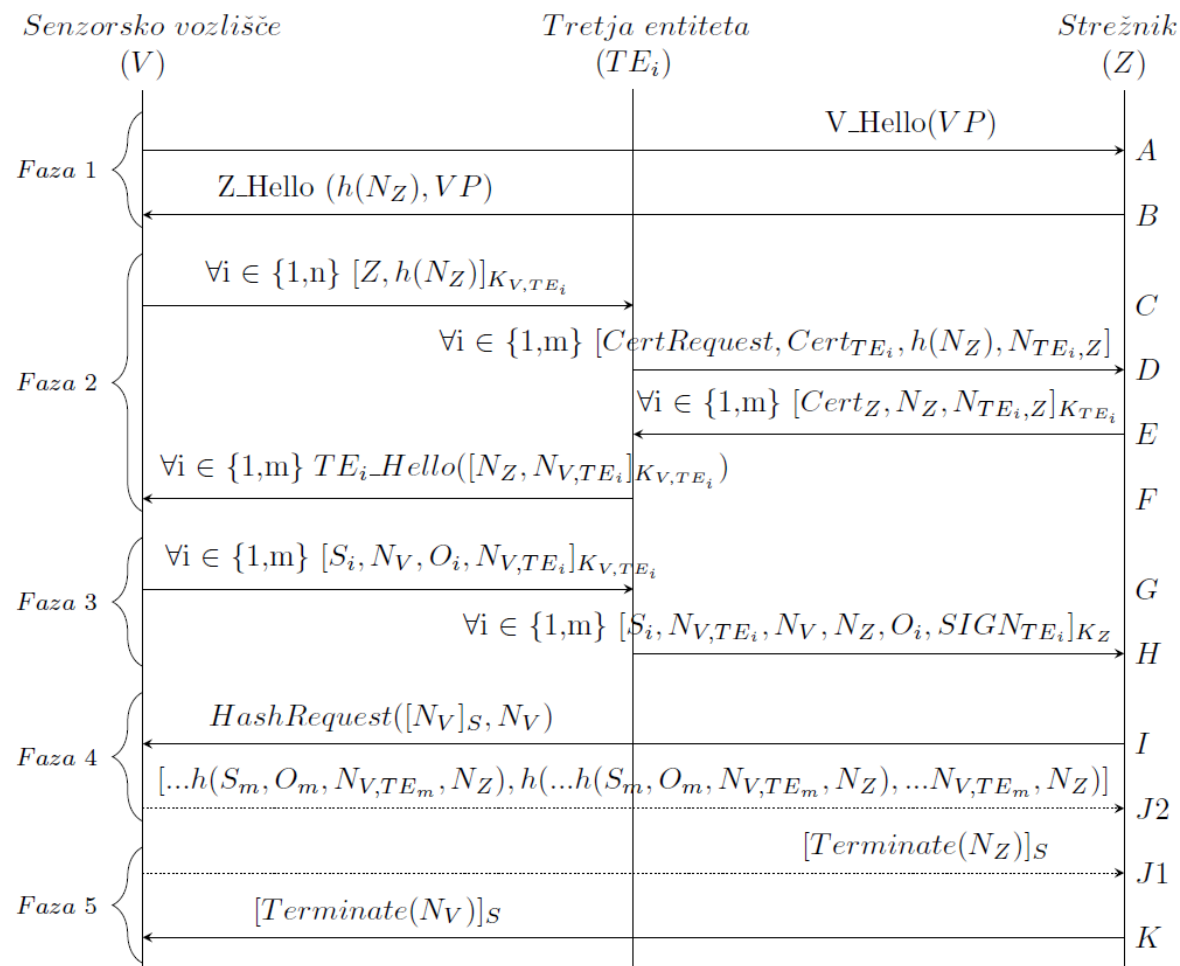 Senzorsko vozlišče Tretja entiteta Strežnik
(V) (TE_i) (Z)
V_Hello(VP)
A
Faza 1
Z_Hello (h(N_Z), VP)
B
∀i ∈ {1,n} [Z, h(N_Z)]_{K_{V,TE_i}}
C
∀i ∈ {1,m} [CertRequest, Cert_{TE_i}, h(N_Z), N_{TE_i,Z}]
D
Faza 2
∀i ∈ {1,m} [Cert_Z, N_Z, N_{TE_i,Z}]_{K_{TE_i}}
E
∀i ∈ {1,m} TE_i_Hello([N_Z, N_{V,TE_i}]_{K_{V,TE_i}})
F
∀i ∈ {1,m} [S_i, N_V, O_i, N_{V,TE_i}]_{K_{V,TE_i}}
G
Faza 3
∀i ∈ {1,m} [S_i, N_{V,TE_i}, N_V, N_Z, O_i, SIGN_{TE_i}]_{K_Z}
H
HashRequest([N_V]_S, N_V)
I
Faza 4
[...h(S_m, O_m, N_{V,TE_m}, N_Z), h(...h(S_m, O_m, N_{V,TE_m}, N_Z), ...N_{V,TE_m}, N_Z)]
J2
[Terminate(N_Z)]_S
J1
Faza 5
[Terminate(N_V)]_S
K